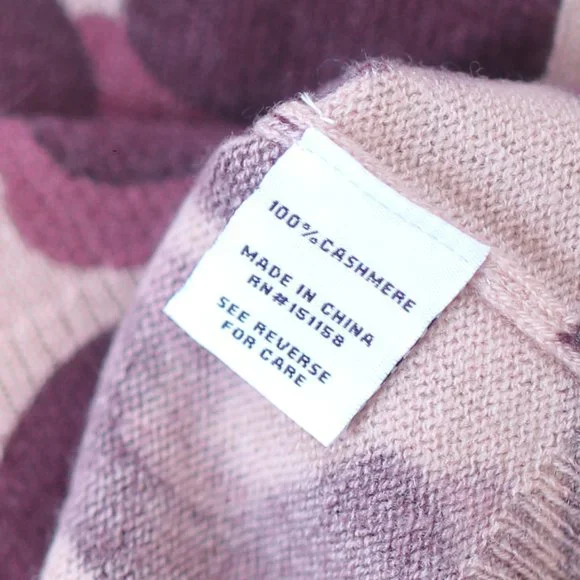 100% CASHMERE
MADE IN CHINA
RN#151158
SEE REVERSE
FOR CARE